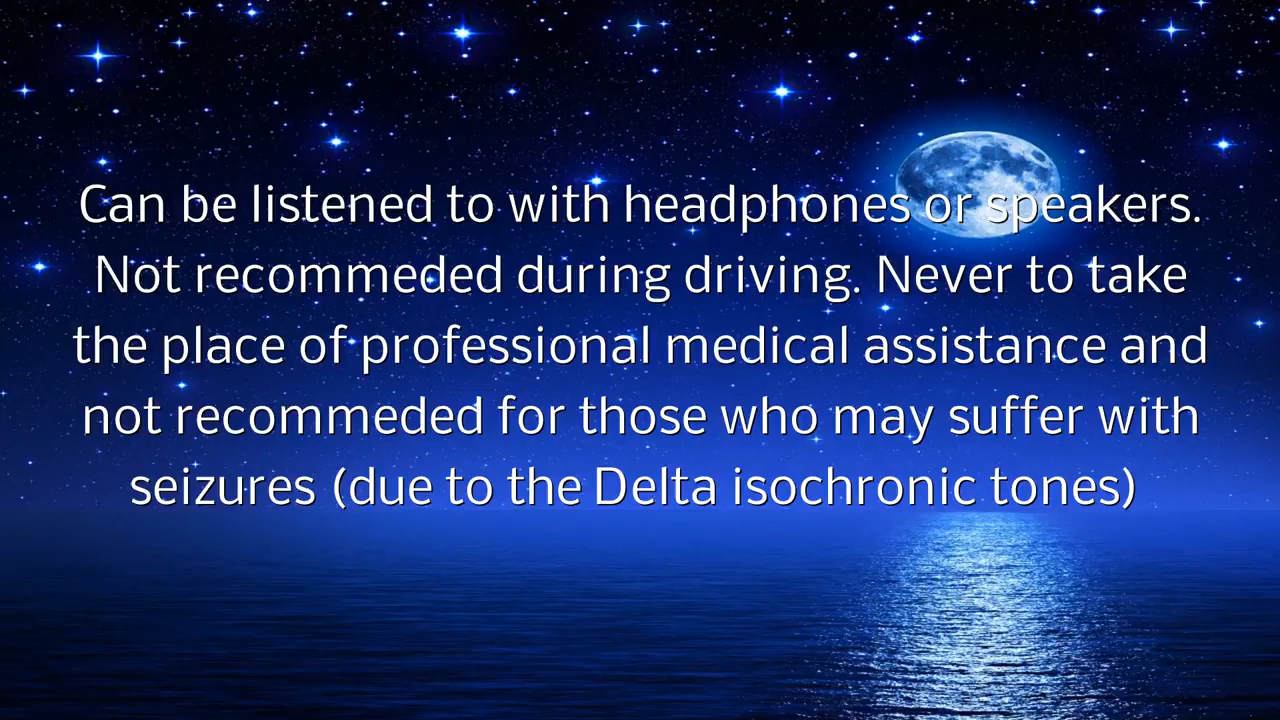 Can be listened to with headphones or speakers.
Not recommeded during driving. Never to take
the place of professional medical assistance and
not recommeded for those who may suffer with
seizures (due to the Delta isochronic tones)